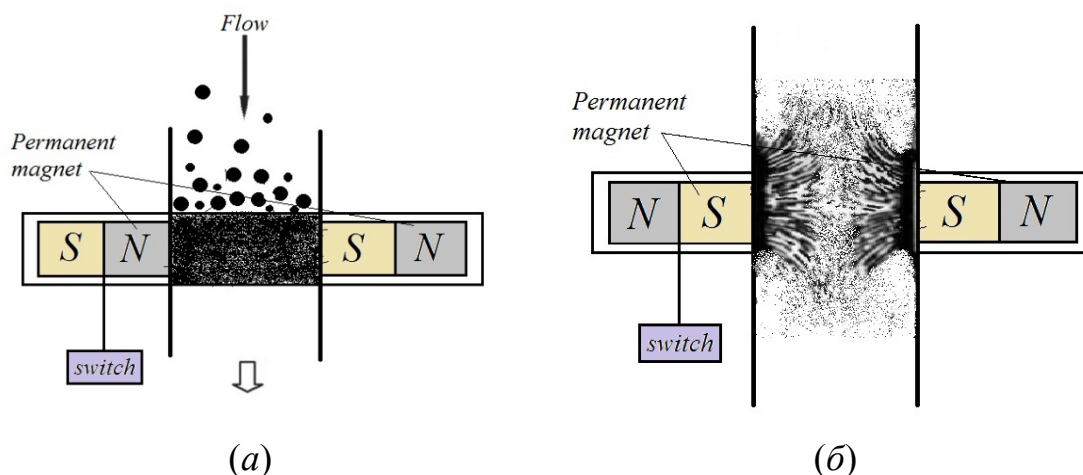 Flow
Permanent
magnet
S N S N
switch
(а)
Permanent
magnet
N S S N
switch
(б)